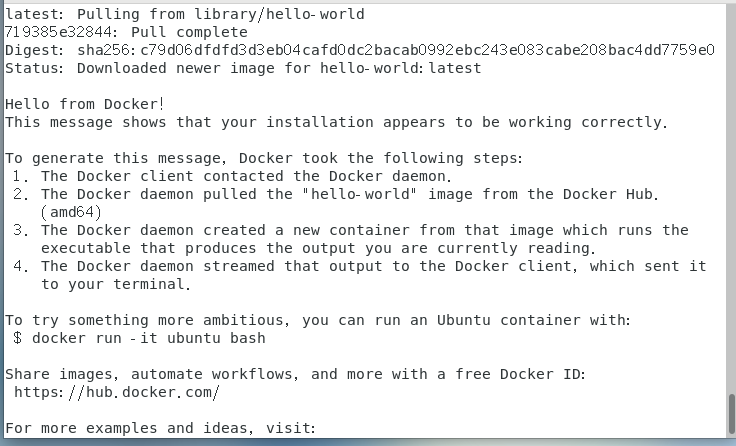 latest: Pulling from library/hello-world
719385e32844: Pull complete
Digest: sha256:c79d06dfdfd3d3eb04cafd0dc2bacab0992ebc243e083cabe208bac4dd7759e0
Status: Downloaded newer image for hello-world:latest
Hello from Docker!
This message shows that your installation appears to be working correctly.
To generate this message, Docker took the following steps:
1. The Docker client contacted the Docker daemon.
2. The Docker daemon pulled the "hello-world" image from the Docker Hub.
(amd64)
3. The Docker daemon created a new container from that image which runs the
executable that produces the output you are currently reading.
4. The Docker daemon streamed that output to the Docker client, which sent it
to your terminal.
To try something more ambitious, you can run an Ubuntu container with:
$ docker run -it ubuntu bash
Share images, automate workflows, and more with a free Docker ID:
https://hub.docker.com/
For more examples and ideas, visit: